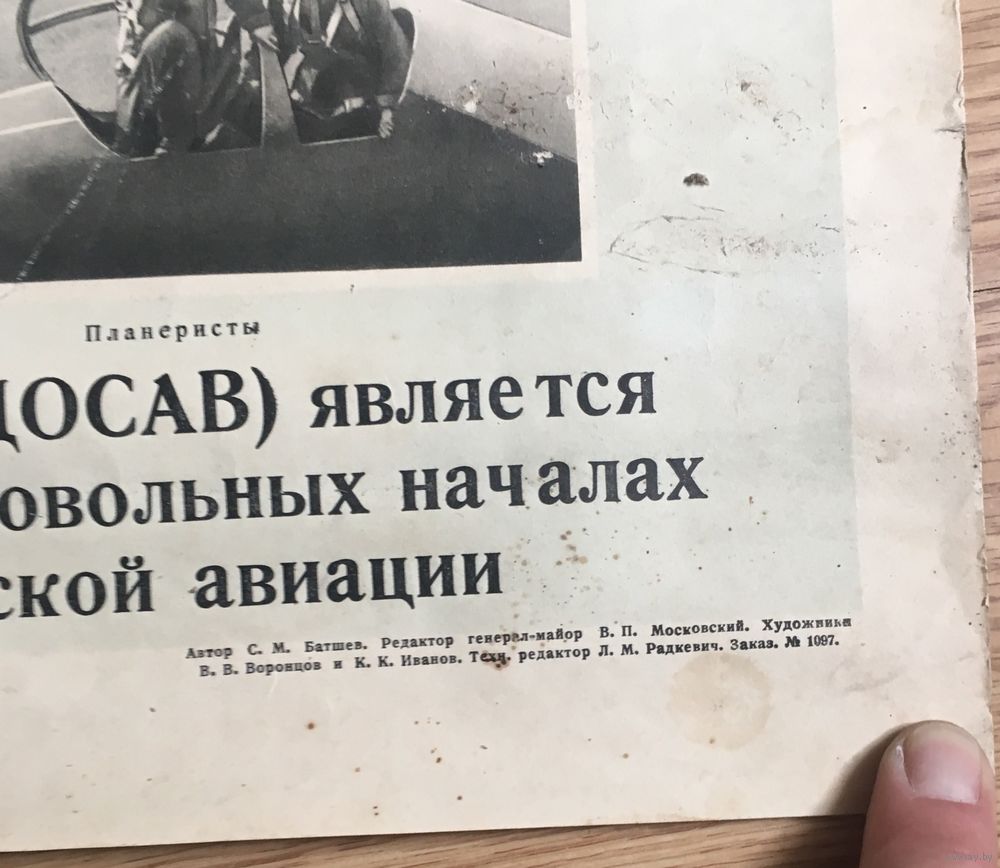 Планеристы
ДОСАВ) является
овольных началах
ской авиации
Автор С. М. Батшев. Редактор генерал-майор В. П. Московский. Художники
В. В. Воронцов и К. К. Иванов. Техн. редактор Л. М. Радкевич. Заказ. № 1097.